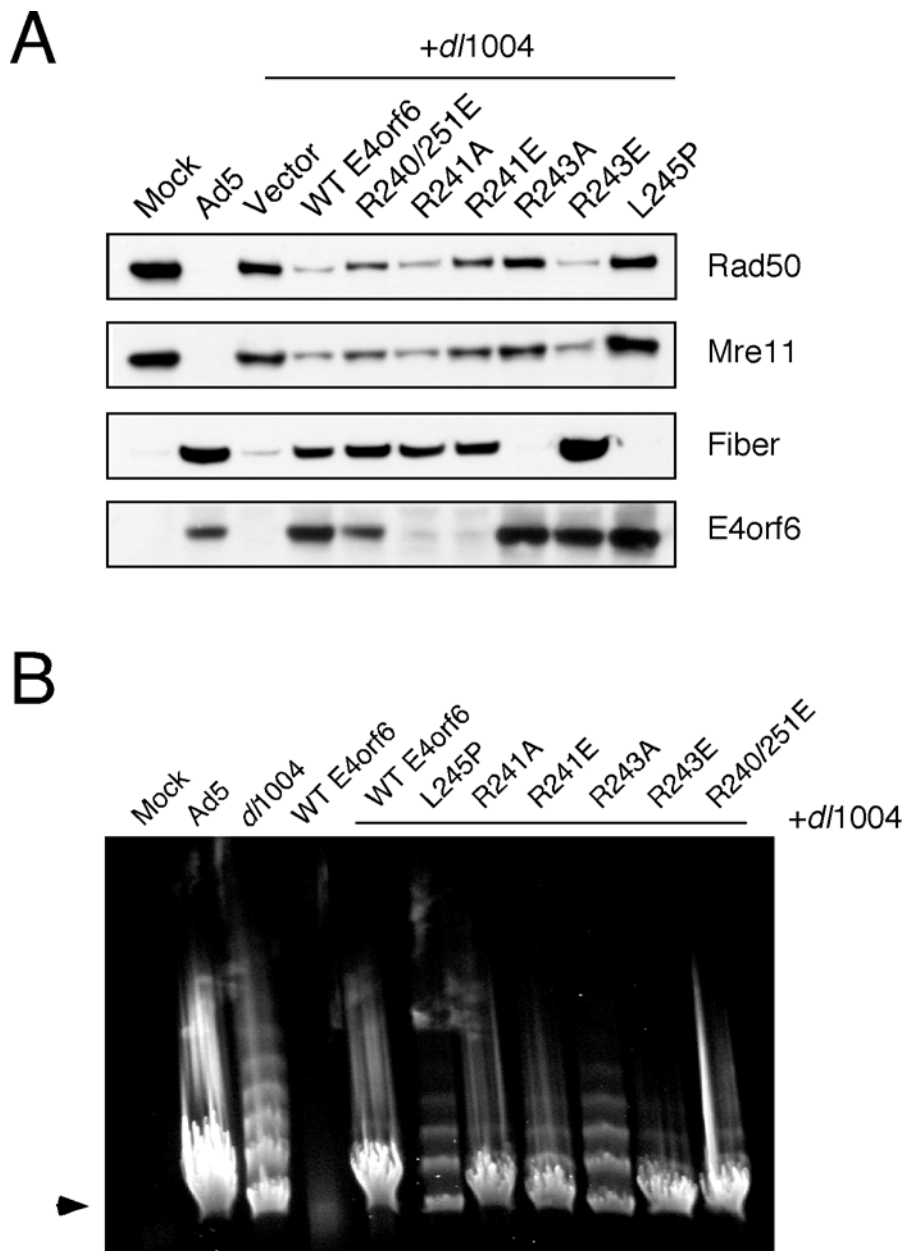 A
+dl1004
Mock Ad5 Vector WT E4orf6 R240/251E R241A R241E R243A R243E L245P
Rad50
Mre11
Fiber
E4orf6
B
Mock Ad5 dl1004 WT E4orf6 WT E4orf6 L245P R241A R241E R243A R243E R240/251E
+dl1004